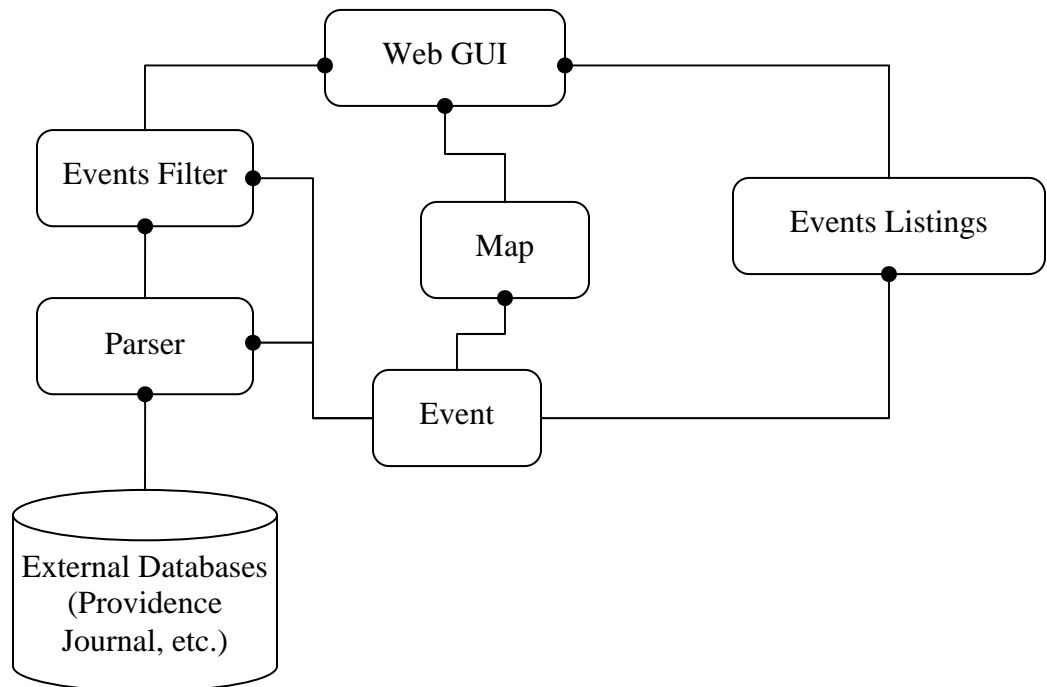 Web GUI
Events Filter
Events Listings
Map
Parser
Event
External Databases
(Providence
Journal, etc.)